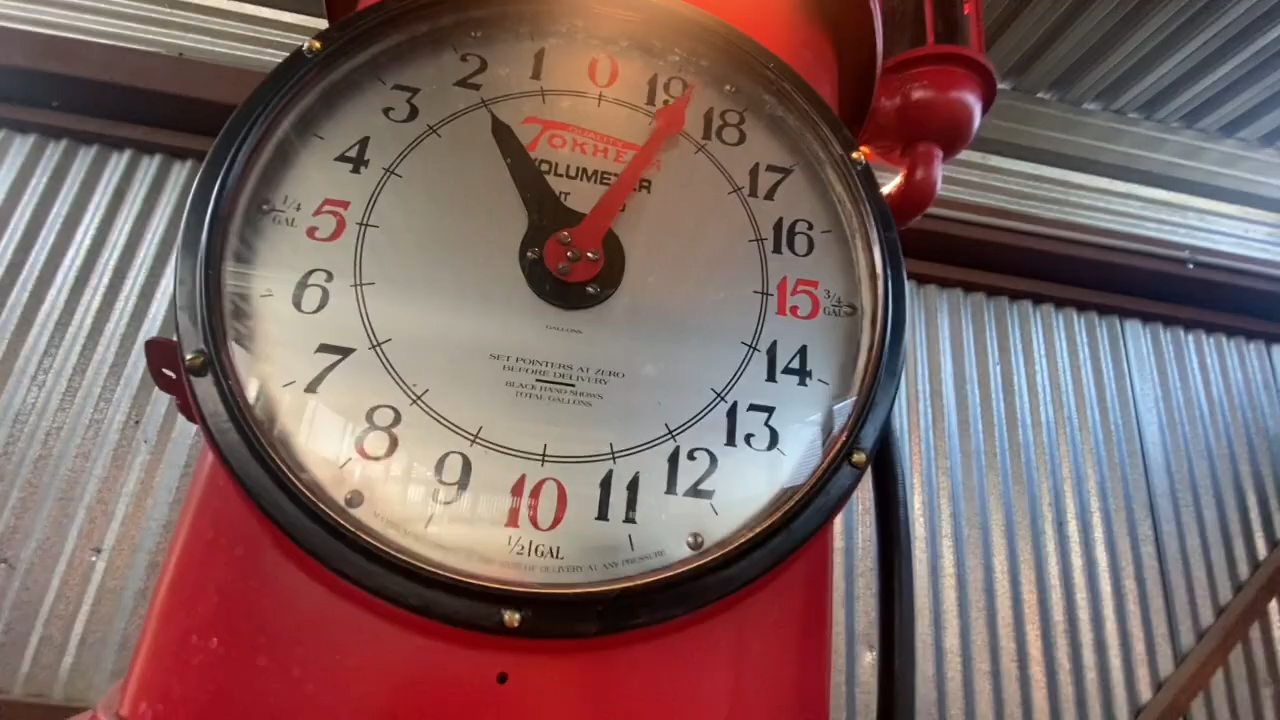 0
1
2
3
4
1/4
GAL
5
6
7
8
9
10
1/2 GAL
11
12
13
14
15
3/4
GAL
16
17
18
19
QUALITY
TOKHEIM
VOLUMETER
GALLONS
SET POINTERS AT ZERO
BEFORE DELIVERY
BLACK HAND SHOWS
TOTAL GALLONS
OF DELIVERY AT ANY PRESSURE